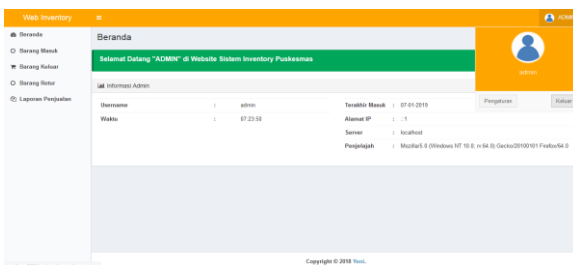 Web Inventory
ADMIN
Beranda
Barang Masuk
Barang Keluar
Barang Retur
Laporan Penjualan
Beranda
Selamat Datang "ADMIN" di Website Sistem Inventory Puskesmas
Informasi Admin
Username : admin
Waktu : 07:23:58
Terakhir Masuk : 07-01-2019
Alamat IP : ::1
Server : localhost
Penjelajah : Mozilla/5.0 (Windows NT 10.0; rv:64.0) Gecko/20100101 Firefox/64.0
admin
Pengaturan
Keluar
Copyright © 2018 Yeni.